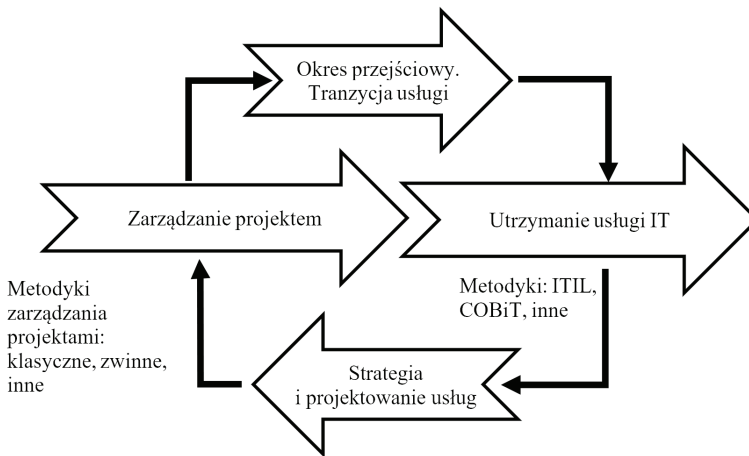 Okres przejściowy.
Tranzycja usługi
Zarządzanie projektem
Utrzymanie usługi IT
Metodyki
zarządzania
projektami:
klasyczne, zwinne,
inne
Metodyki: ITIL,
COBiT, inne
Strategia
i projektowanie usług